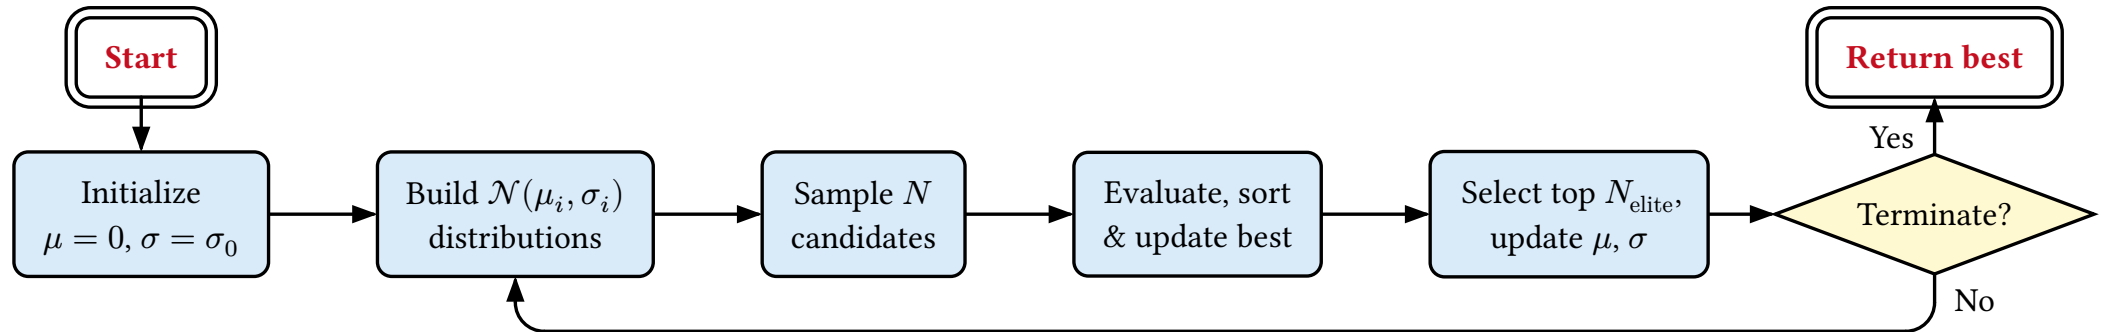 Start
Initialize
μ = 0, σ = σ₀
Build 𝒩(μᵢ, σᵢ)
distributions
Sample N
candidates
Evaluate, sort
& update best
Select top N_elite,
update μ, σ
Terminate?
Yes
Return best
No